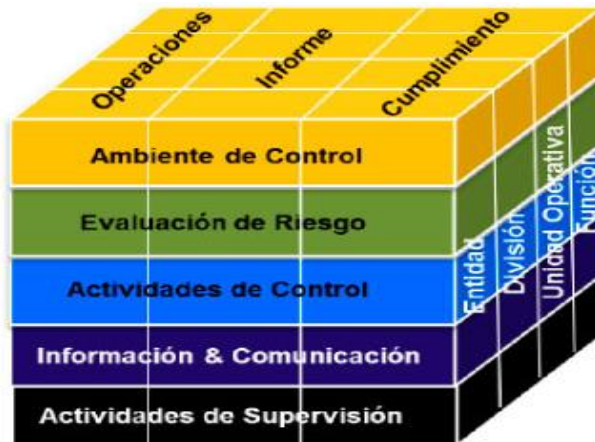 Operaciones
Informe
Cumplimiento
Ambiente de Control
Evaluación de Riesgo
Actividades de Control
Información & Comunicación
Actividades de Supervisión
Entidad
División
Unidad Operativa
Función